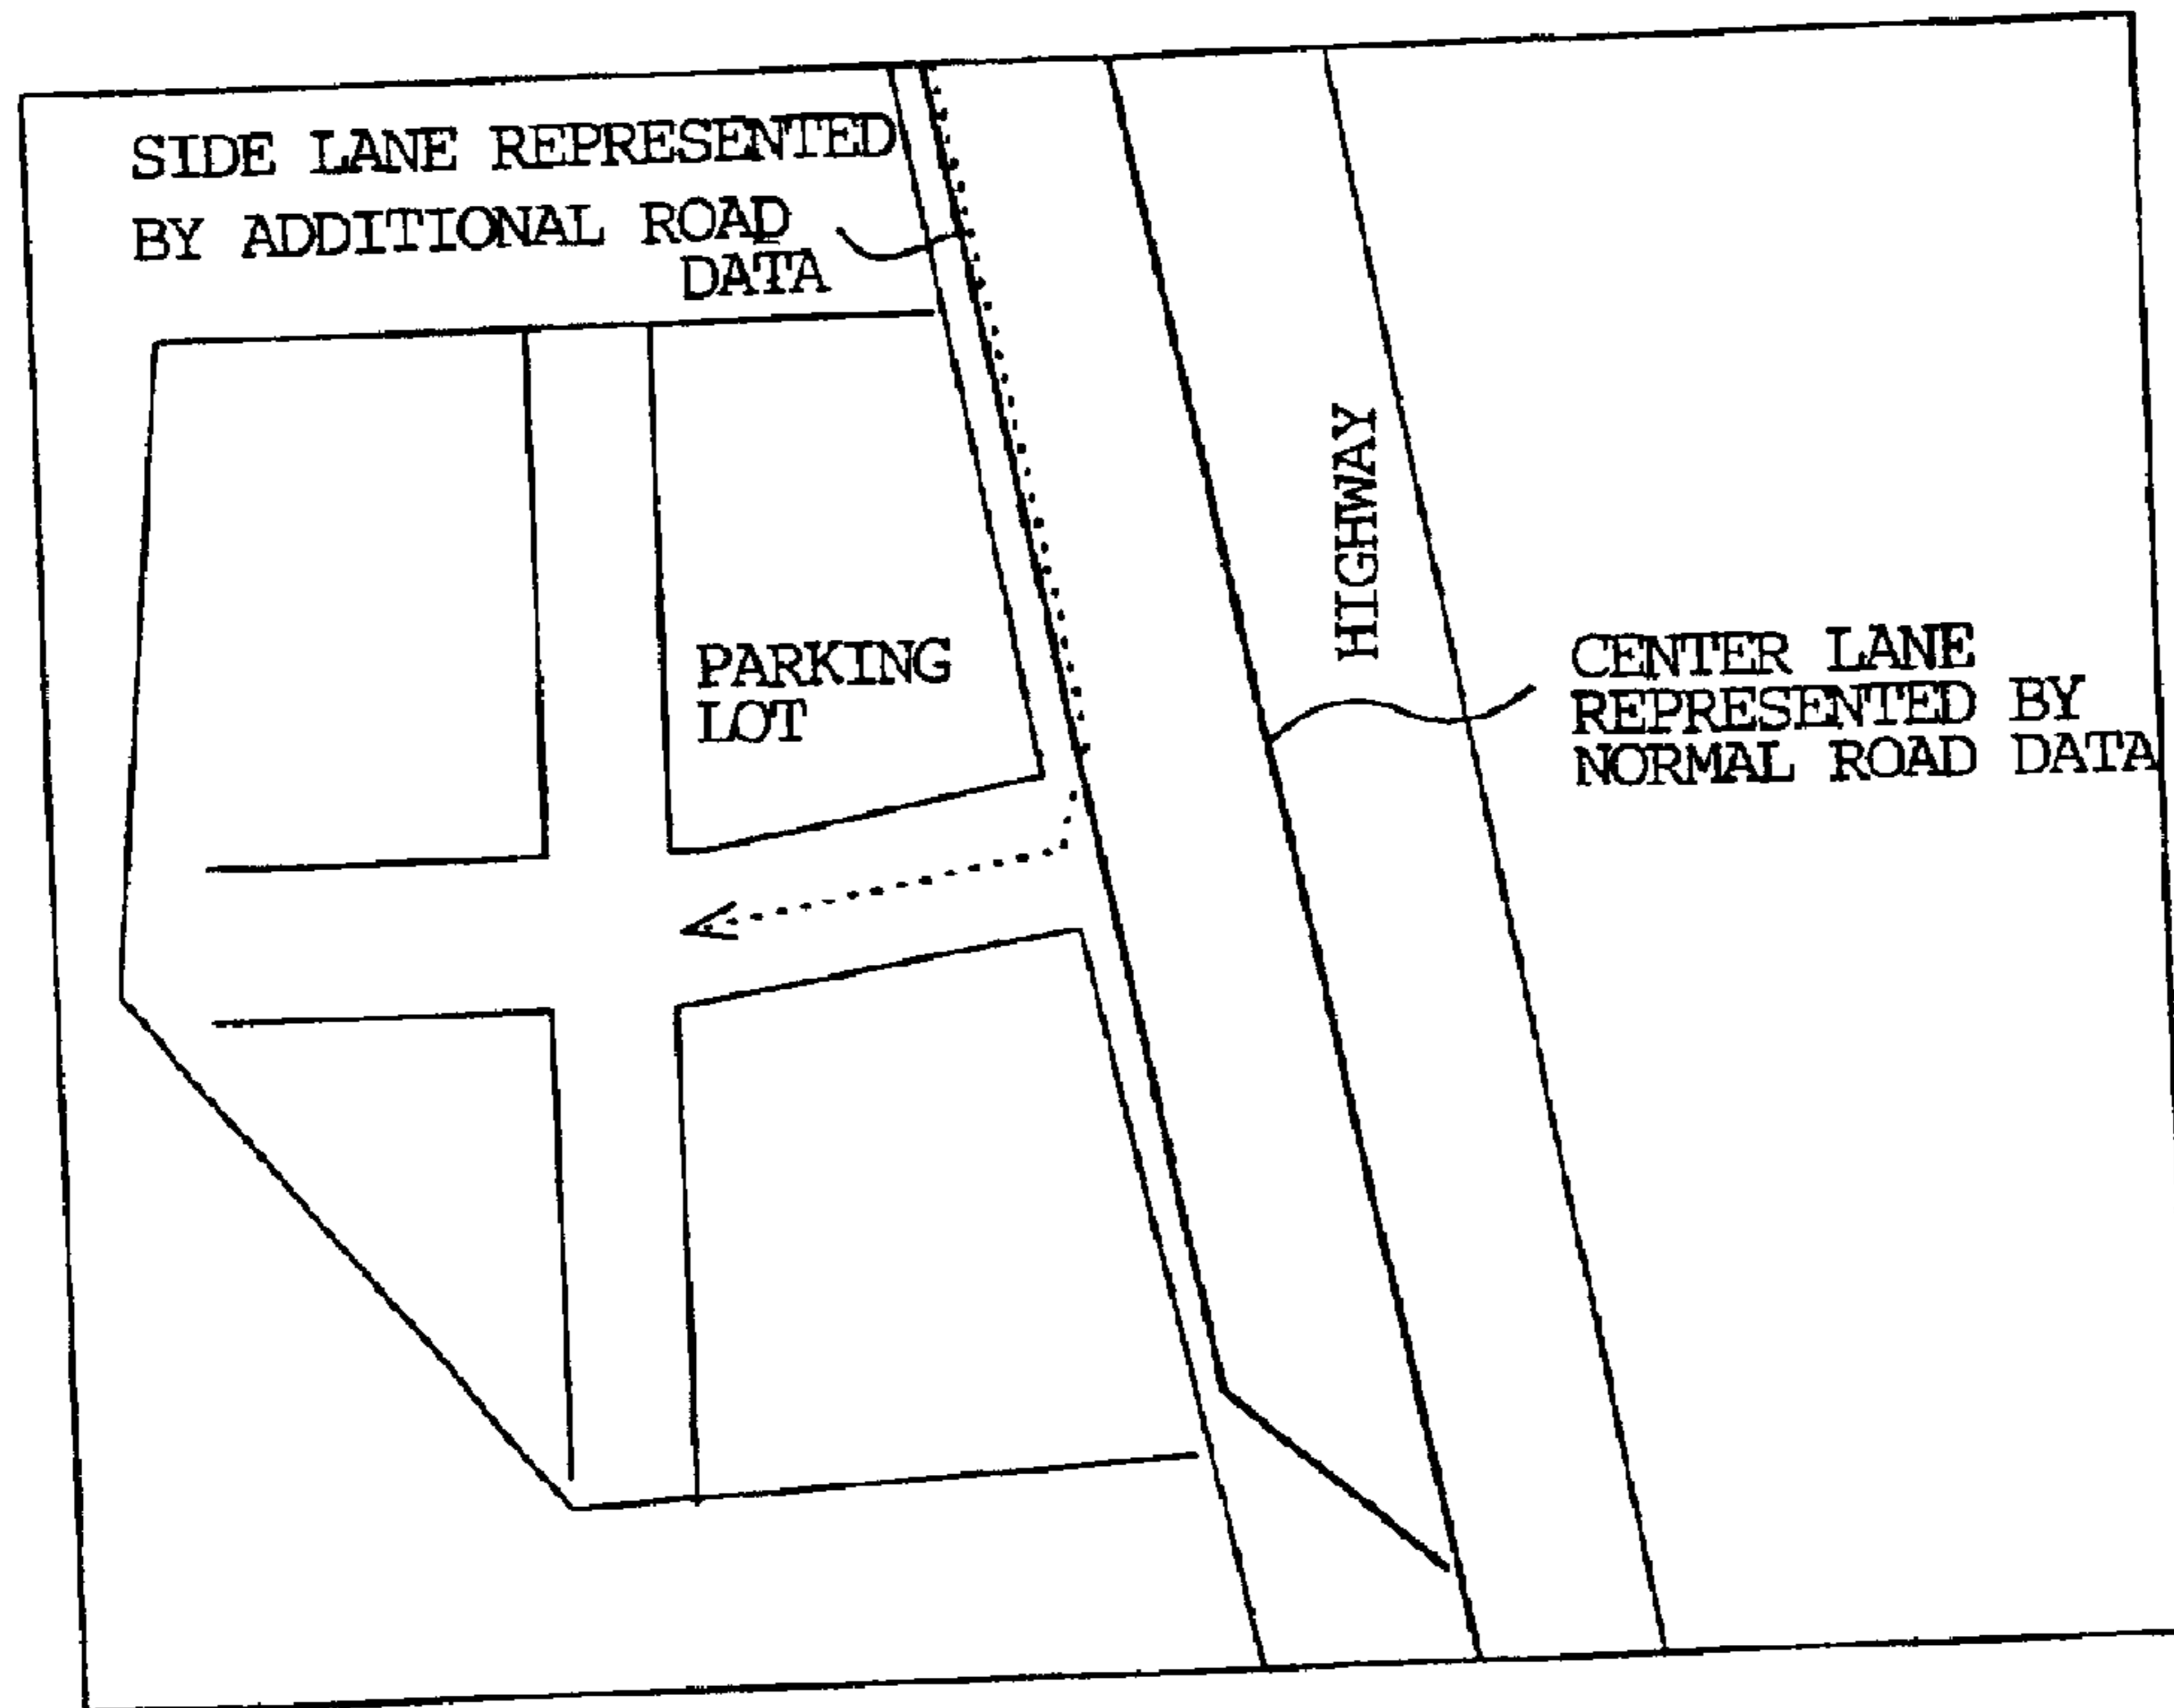 SIDE LANE REPRESENTED
BY ADDITIONAL ROAD
DATA
HIGHWAY
PARKING
LOT
CENTER LANE
REPRESENTED BY
NORMAL ROAD DATA